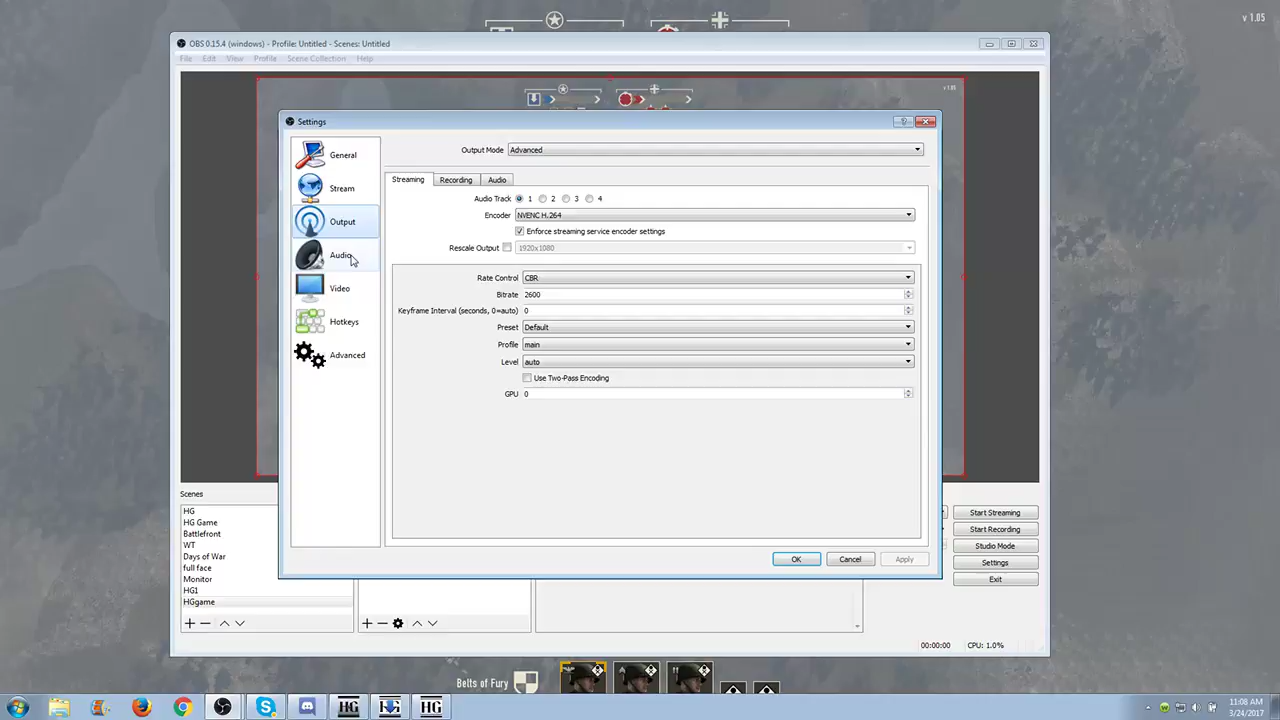 v 1.05
OBS 0.15.4 (windows) - Profile: Untitled - Scenes: Untitled
File Edit View Profile Scene Collection Help
v 1.05
Settings
General
Stream
Output
Audio
Video
Hotkeys
Advanced
Output Mode Advanced
Streaming Recording Audio
Audio Track 1 2 3 4
Encoder NVENC H.264
Enforce streaming service encoder settings
Rescale Output 1920x1080
Rate Control CBR
Bitrate 2600
Keyframe Interval (seconds, 0=auto) 0
Preset Default
Profile main
Level auto
Use Two-Pass Encoding
GPU 0
OK Cancel Apply
Scenes
HG
HG Game
Battlefront
WT
Days of War
full face
Monitor
HG1
HGgame
Start Streaming
Start Recording
Studio Mode
Settings
Exit
00:00:00 CPU: 1.0%
Belts of Fury
HG HG
11:08 AM
3/24/2017